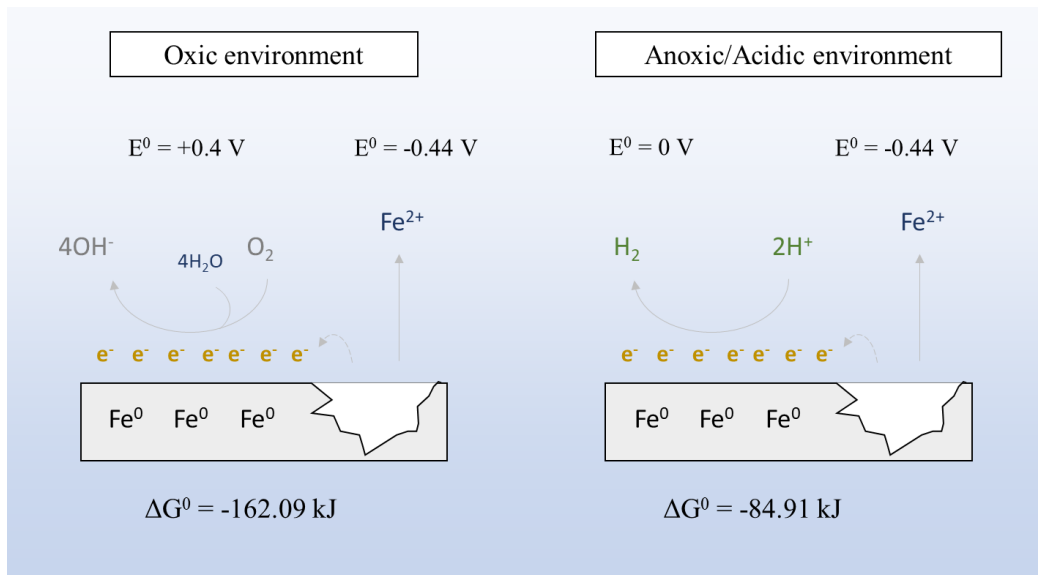 Oxic environment
E⁰ = +0.4 V
E⁰ = -0.44 V
Fe²⁺
4OH⁻
4H₂O
O₂
e⁻ e⁻ e⁻ e⁻ e⁻ e⁻ e⁻
Fe⁰ Fe⁰ Fe⁰
ΔG⁰ = -162.09 kJ
Anoxic/Acidic environment
E⁰ = 0 V
E⁰ = -0.44 V
H₂
2H⁺
Fe²⁺
e⁻ e⁻ e⁻ e⁻ e⁻ e⁻ e⁻
Fe⁰ Fe⁰ Fe⁰
ΔG⁰ = -84.91 kJ